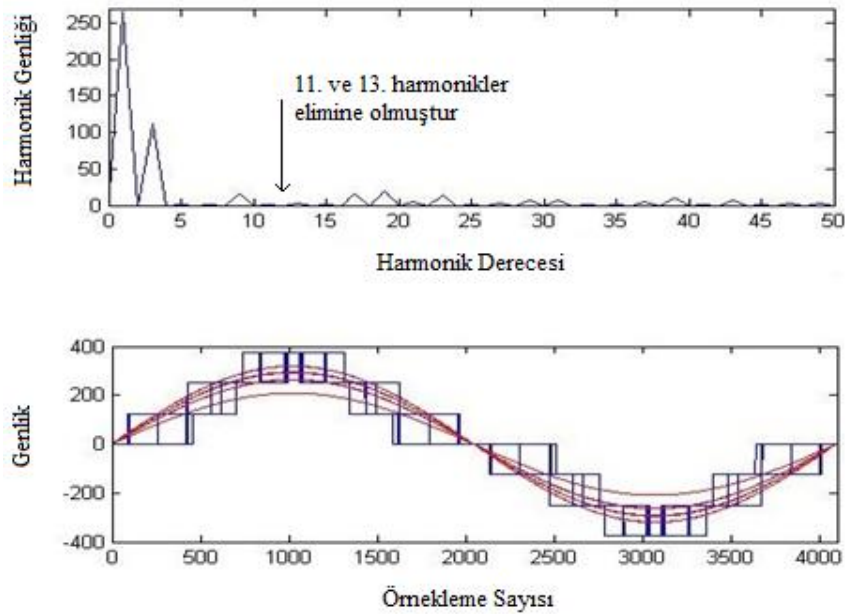 Harmonik Genliği
250
200
150
100
50
0
11. ve 13. harmonikler
elimine olmuştur
0 5 10 15 20 25 30 35 40 45 50
Harmonik Derecesi
Genlik
400
200
0
-200
-400
0 500 1000 1500 2000 2500 3000 3500 4000
Örnekleme Sayısı